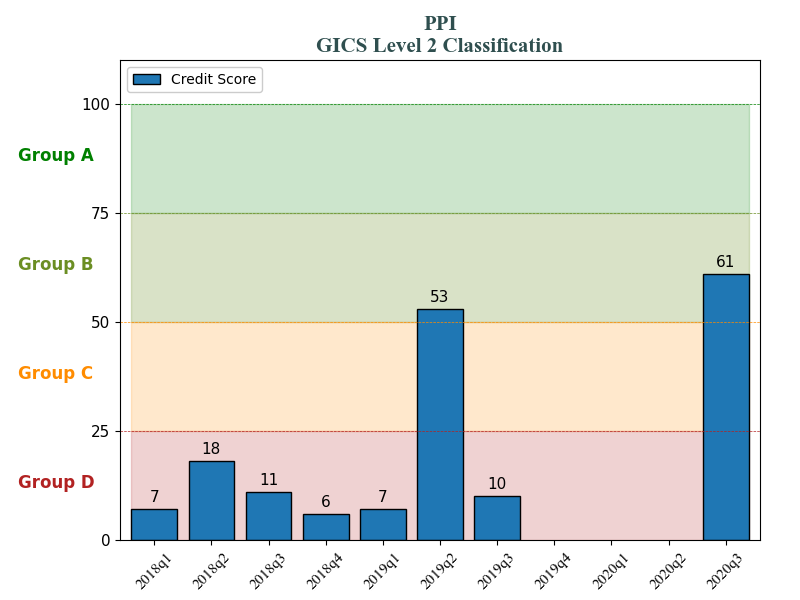 PPI
GICS Level 2 Classification
Credit Score
100
Group A
75
Group B
61
53
50
Group C
25
18
Group D
7
11
6
7
10
0
2018q1
2018q2
2018q3
2018q4
2019q1
2019q2
2019q3
2019q4
2020q1
2020q2
2020q3